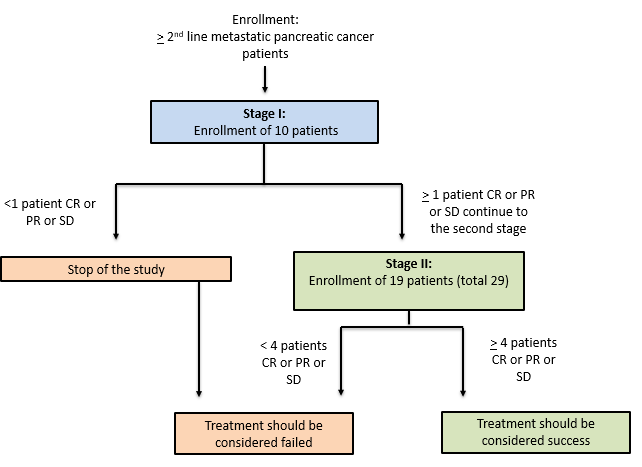 Enrollment:
≥ 2nd line metastatic pancreatic cancer
patients
Stage I:
Enrollment of 10 patients
<1 patient CR or
PR or SD
≥ 1 patient CR or PR
or SD continue to
the second stage
Stop of the study
Stage II:
Enrollment of 19 patients (total 29)
< 4 patients
CR or PR or
SD
≥ 4 patients
CR or PR or
SD
Treatment should be
considered failed
Treatment should be
considered success